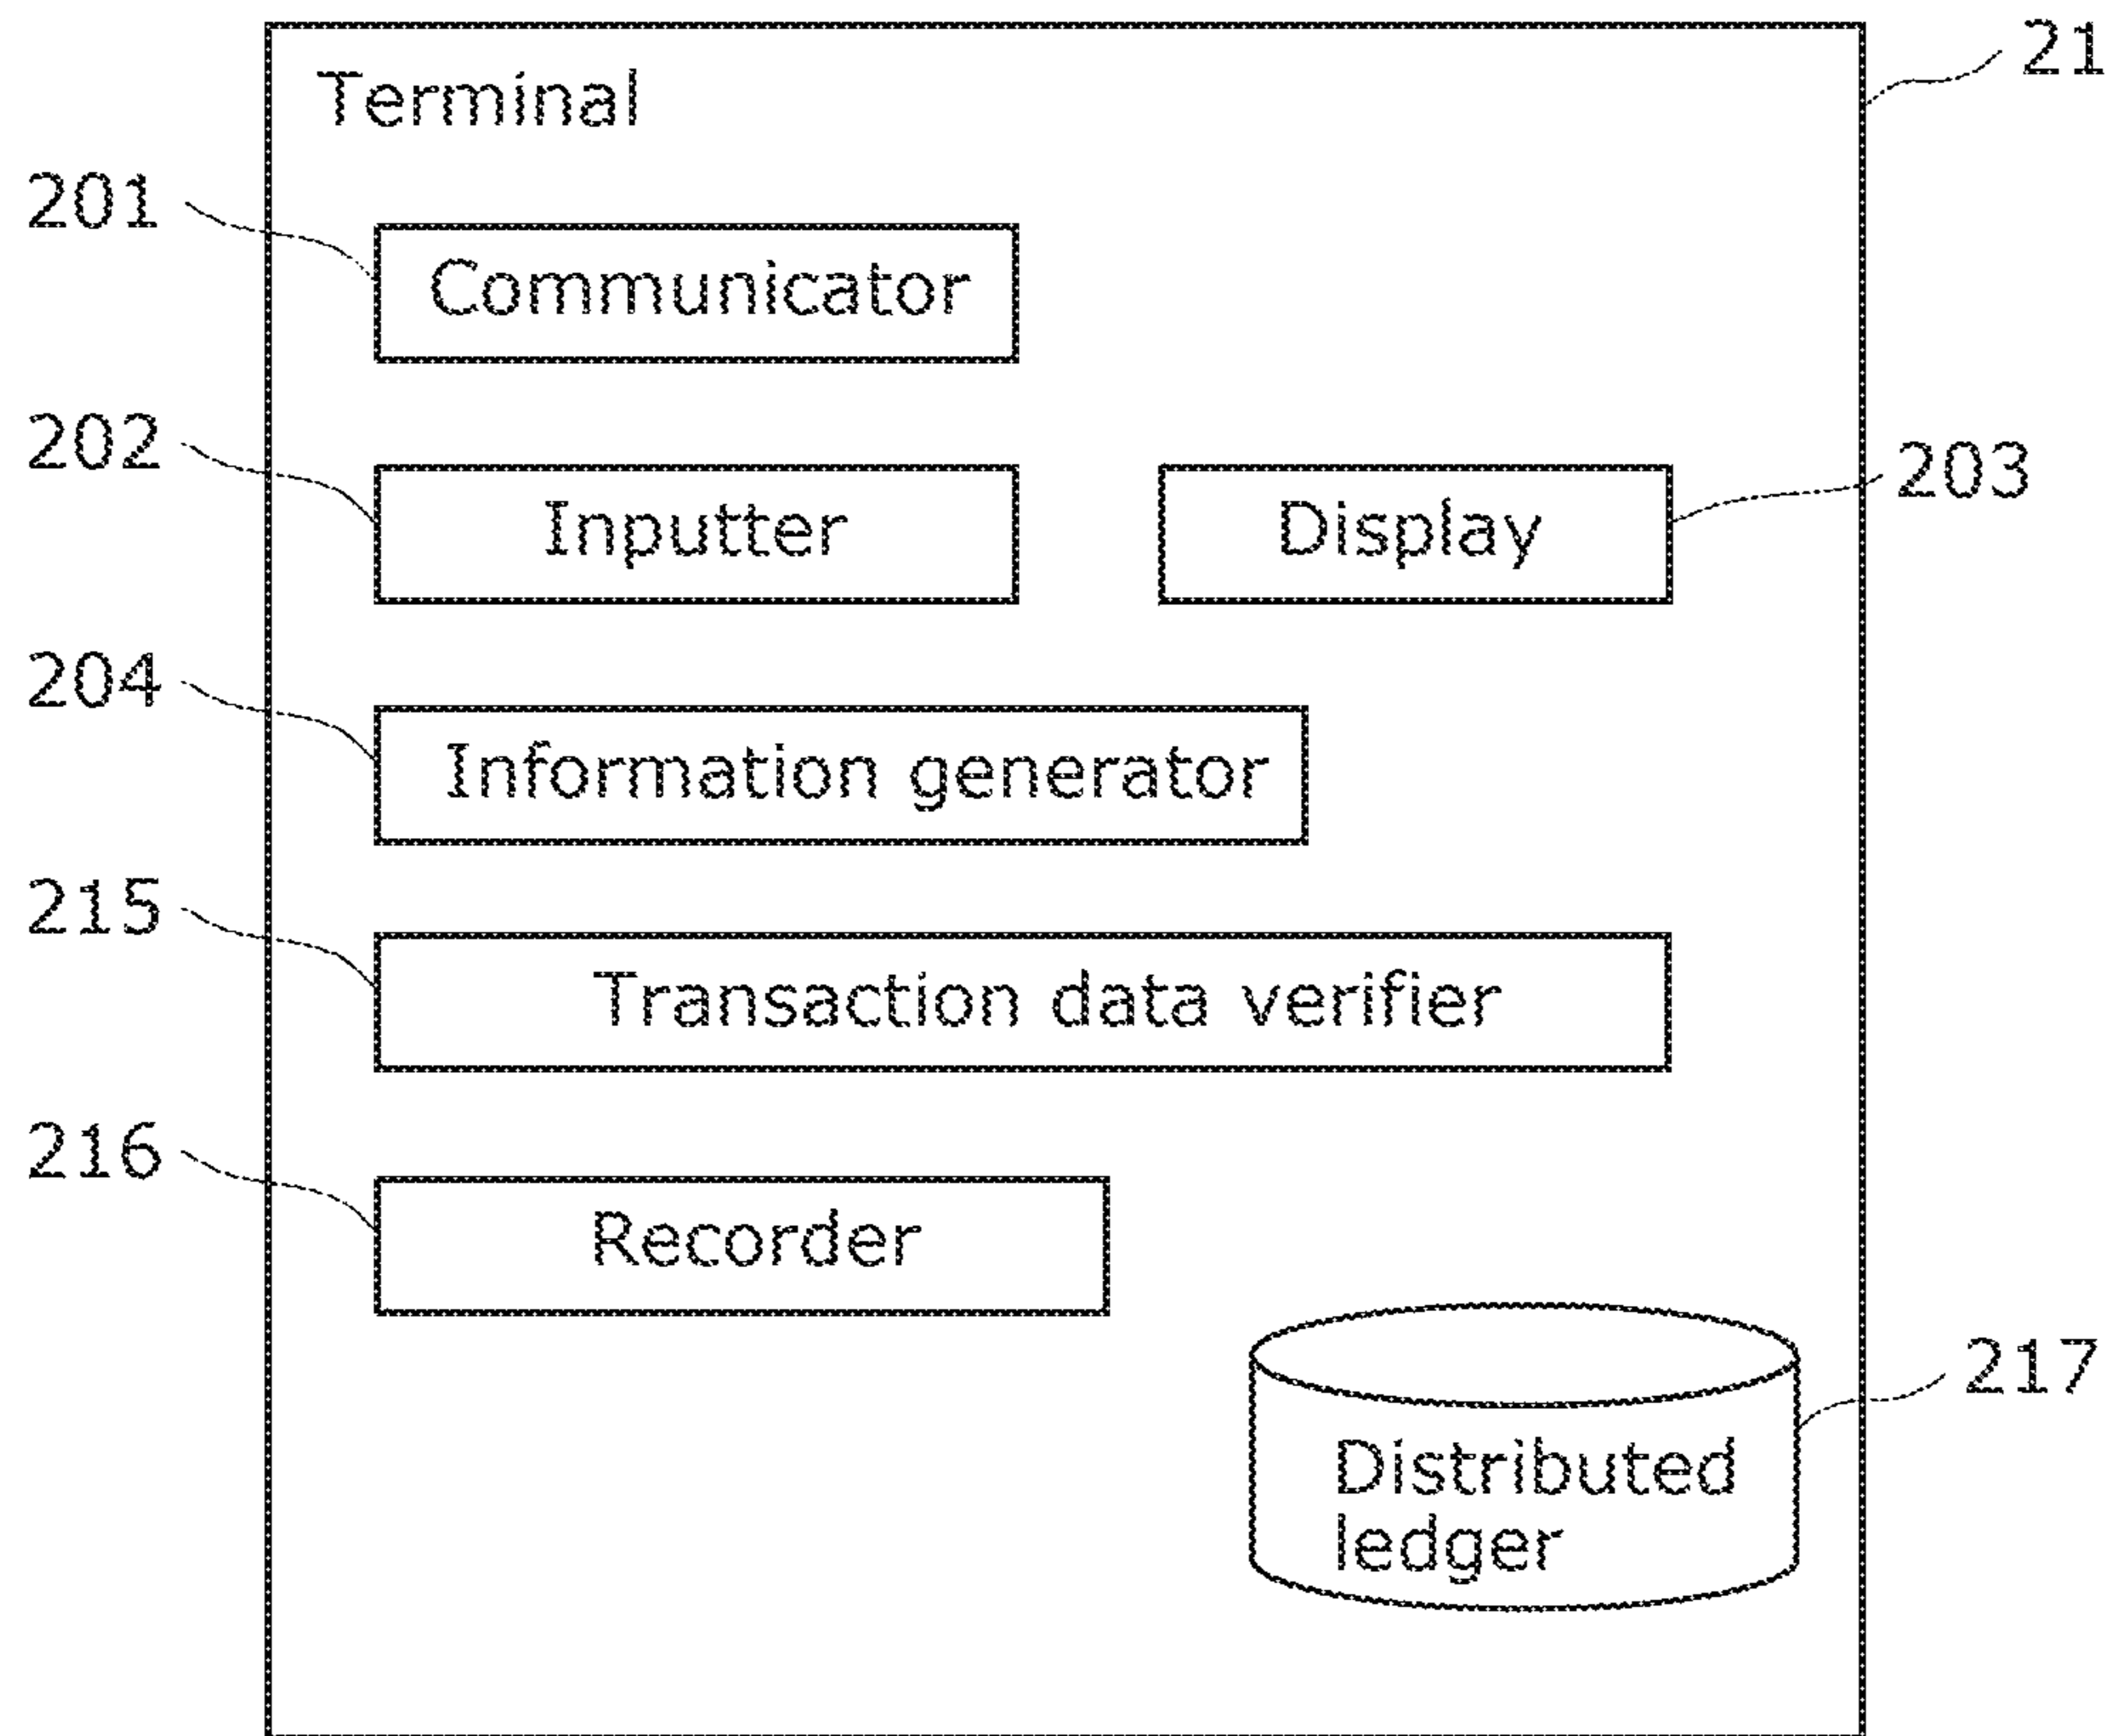 Terminal
21
201
Communicator
202
Inputter
Display
203
204
Information generator
215
Transaction data verifier
216
Recorder
217
Distributed
ledger